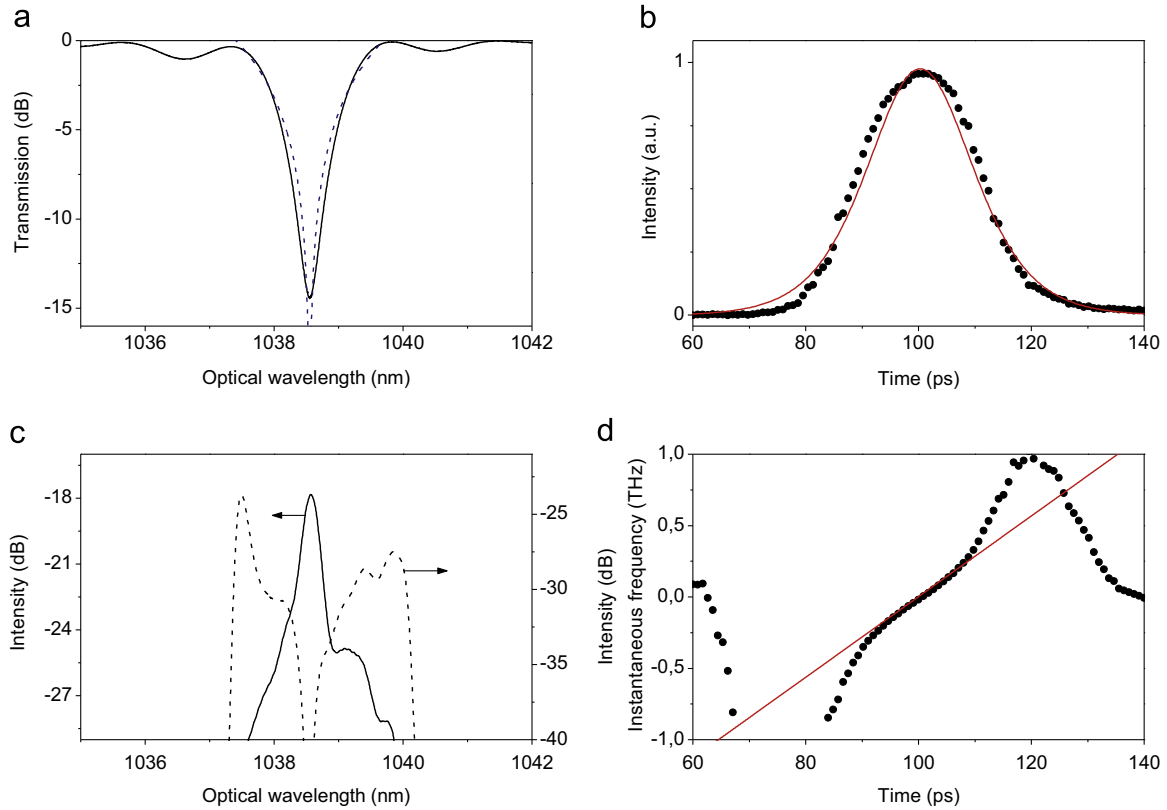 a
0
-5
-10
-15
Transmission (dB)
1036 1038 1040 1042
Optical wavelength (nm)
b
1
0
Intensity (a.u.)
60 80 100 120 140
Time (ps)
c
-18
-21
-24
-27
Intensity (dB)
-25
-30
-35
-40
Intensity (dB)
1036 1038 1040 1042
Optical wavelength (nm)
d
1,0
0,5
0,0
-0,5
-1,0
Instantaneous frequency (THz)
60 80 100 120 140
Time (ps)